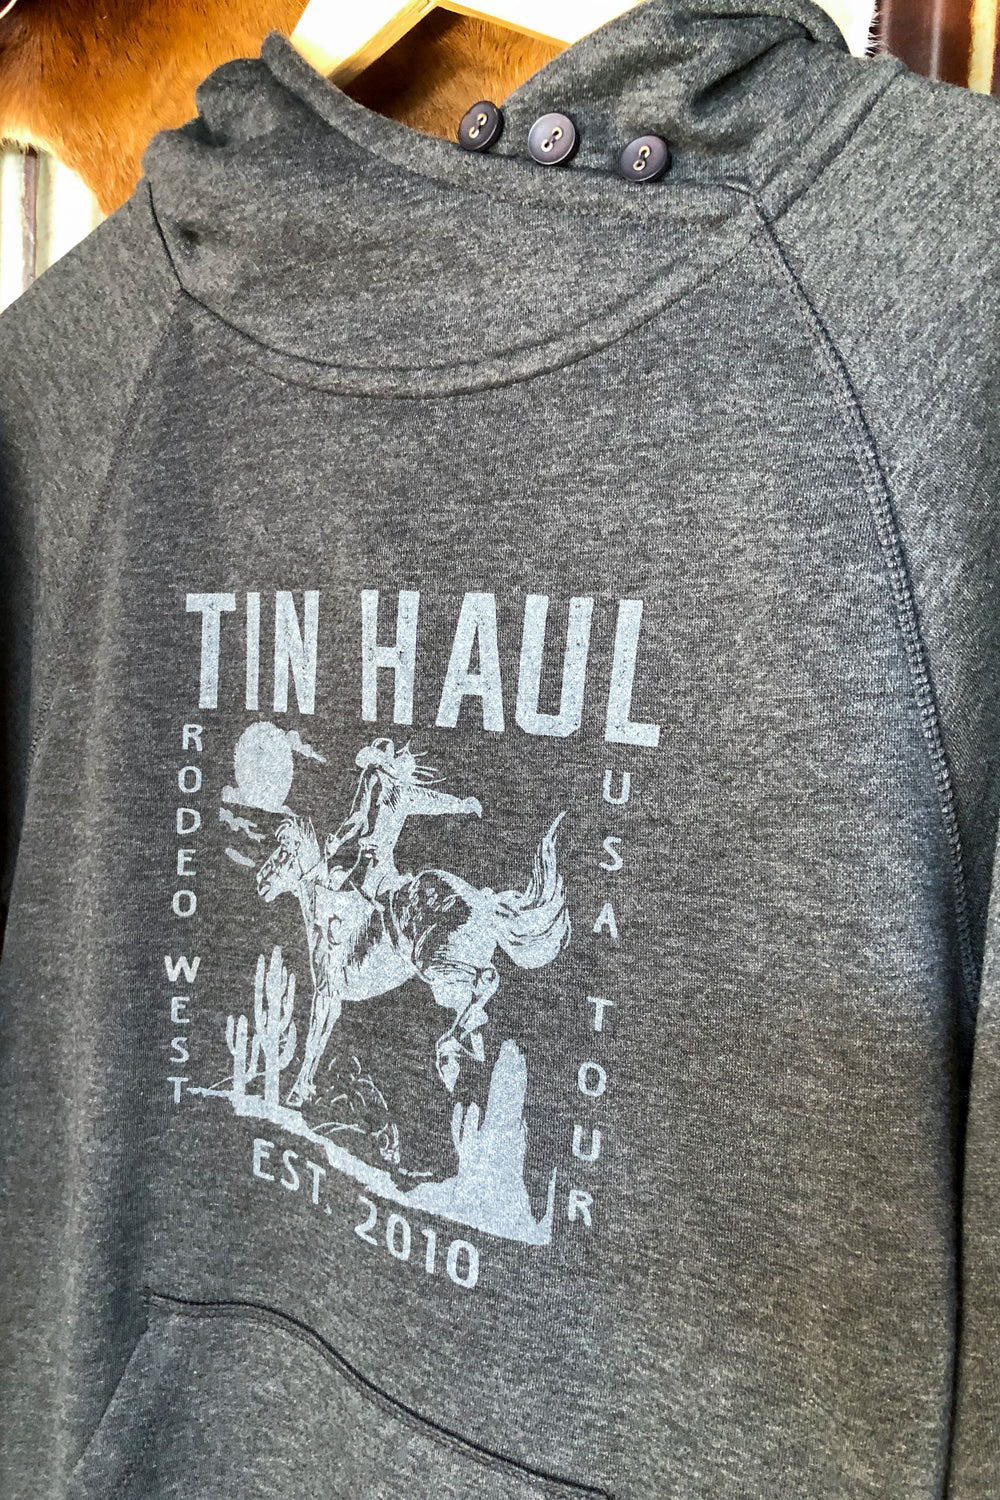 TIN HAUL
RODEO WEST
USA TOUR
EST. 2010